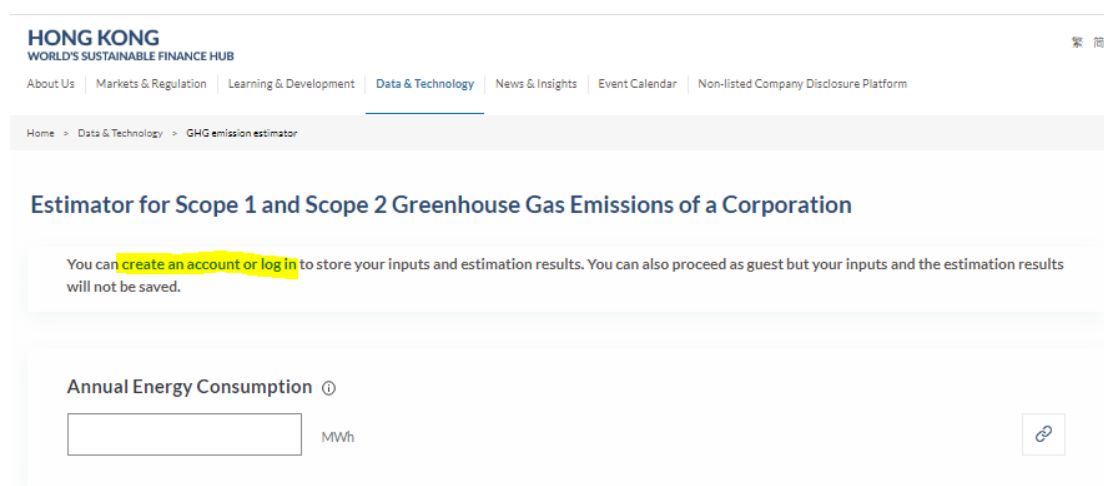 HONG KONG
WORLD'S SUSTAINABLE FINANCE HUB
繁 简
About Us Markets & Regulation Learning & Development Data & Technology News & Insights Event Calendar Non-listed Company Disclosure Platform
Home > Data & Technology > GHG emission estimator
Estimator for Scope 1 and Scope 2 Greenhouse Gas Emissions of a Corporation
You can create an account or log in to store your inputs and estimation results. You can also proceed as guest but your inputs and the estimation results
will not be saved.
Annual Energy Consumption
MWh